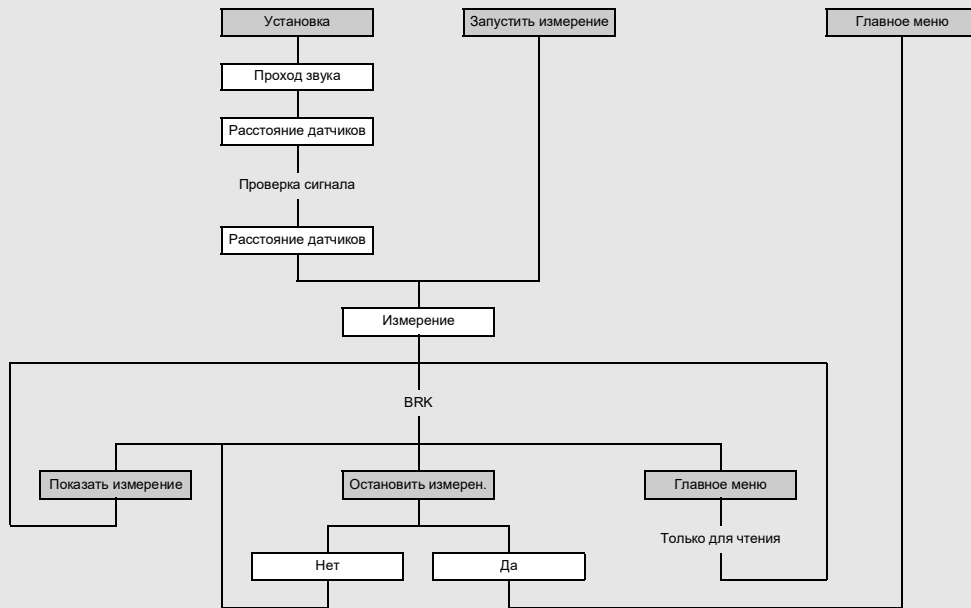 Установка
Запустить измерение
Главное меню
Проход звука
Расстояние датчиков
Проверка сигнала
Расстояние датчиков
Измерение
BRK
Показать измерение
Остановить измерен.
Главное меню
Только для чтения
Нет
Да